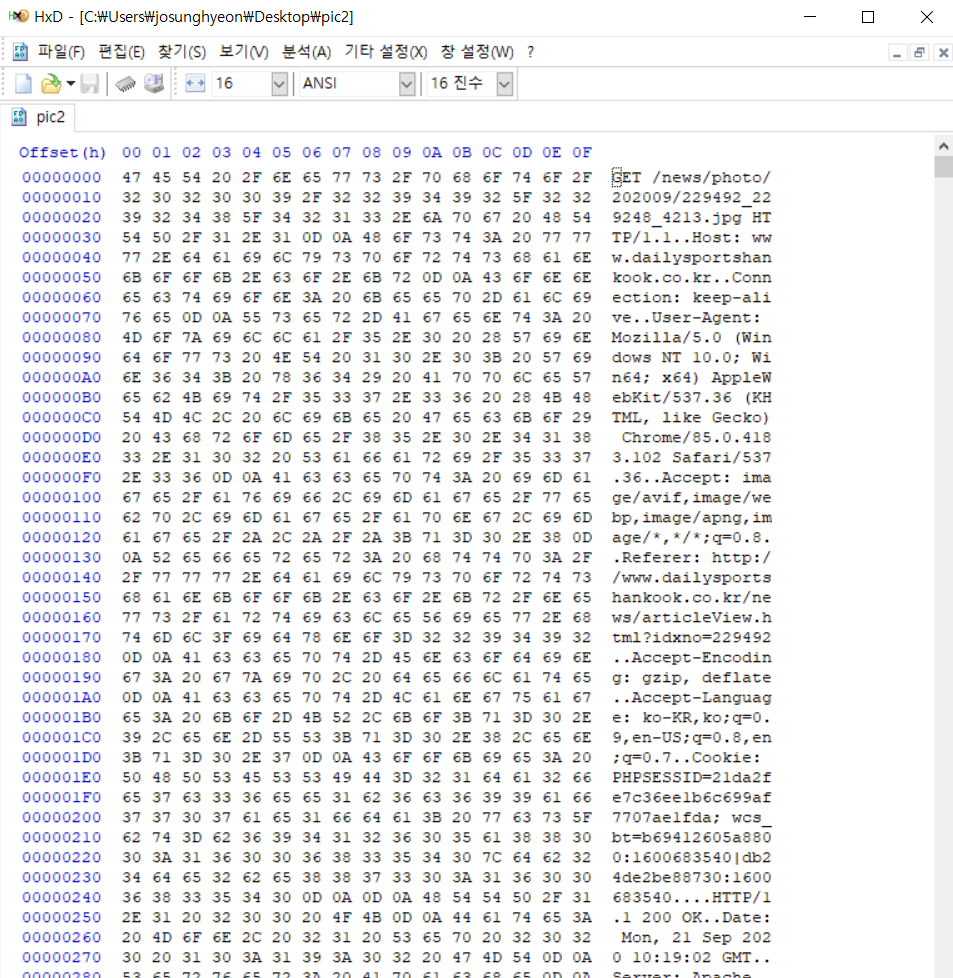 HxD - [C:₩Users₩josunghyeon₩Desktop₩pic2]
파일(F) 편집(E) 찾기(S) 보기(V) 분석(A) 기타 설정(X) 창 설정(W) ?
16 ANSI 16 진수
pic2
Offset(h) 00 01 02 03 04 05 06 07 08 09 0A 0B 0C 0D 0E 0F
00000000 47 45 54 20 2F 6E 65 77 73 2F 70 68 6F 74 6F 2F GET /news/photo/
00000010 32 30 32 30 30 39 2F 32 32 39 34 39 32 5F 32 32 202009/229492_22
00000020 39 32 34 38 5F 34 32 31 33 2E 6A 70 67 20 48 54 9248_4213.jpg HT
00000030 54 50 2F 31 2E 31 0D 0A 48 6F 73 74 3A 20 77 77 TP/1.1..Host: ww
00000040 77 2E 64 61 69 6C 79 73 70 6F 72 74 73 68 61 6E w.dailysportshan
00000050 6B 6F 6F 6B 2E 63 6F 2E 6B 72 0D 0A 43 6F 6E 6E kook.co.kr..Conn
00000060 65 63 74 69 6F 6E 3A 20 6B 65 65 70 2D 61 6C 69 ection: keep-ali
00000070 76 65 0D 0A 55 73 65 72 2D 41 67 65 6E 74 3A 20 ve..User-Agent:
00000080 4D 6F 7A 69 6C 6C 61 2F 35 2E 30 20 28 57 69 6E Mozilla/5.0 (Win
00000090 64 6F 77 73 20 4E 54 20 31 30 2E 30 3B 20 57 69 dows NT 10.0; Wi
000000A0 6E 36 34 3B 20 78 36 34 29 20 41 70 70 6C 65 57 n64; x64) AppleW
000000B0 65 62 4B 69 74 2F 35 33 37 2E 33 36 20 28 4B 48 ebKit/537.36 (KH
000000C0 54 4D 4C 2C 20 6C 69 6B 65 20 47 65 63 6B 6F 29 TML, like Gecko)
000000D0 20 43 68 72 6F 6D 65 2F 38 35 2E 30 2E 34 31 38 Chrome/85.0.418
000000E0 33 2E 31 30 32 20 53 61 66 61 72 69 2F 35 33 37 3.102 Safari/537
000000F0 2E 33 36 0D 0A 41 63 63 65 70 74 3A 20 69 6D 61 .36..Accept: ima
00000100 67 65 2F 61 76 69 66 2C 69 6D 61 67 65 2F 77 65 ge/avif,image/we
00000110 62 70 2C 69 6D 61 67 65 2F 61 70 6E 67 2C 69 6D bp,image/apng,im
00000120 61 67 65 2F 2A 2C 2A 2F 2A 3B 71 3D 30 2E 38 0D age/*,*/*;q=0.8.
00000130 0A 52 65 66 65 72 65 72 3A 20 68 74 74 70 3A 2F .Referer: http:/
00000140 2F 77 77 77 2E 64 61 69 6C 79 73 70 6F 72 74 73 /www.dailysports
00000150 68 61 6E 6B 6F 6F 6B 2E 63 6F 2E 6B 72 2F 6E 65 hankook.co.kr/ne
00000160 77 73 2F 61 72 74 69 63 6C 65 56 69 65 77 2E 68 ws/articleView.h
00000170 74 6D 6C 3F 69 64 78 6E 6F 3D 32 32 39 34 39 32 tml?idxno=229492
00000180 0D 0A 41 63 63 65 70 74 2D 45 6E 63 6F 64 69 6E ..Accept-Encodin
00000190 67 3A 20 67 7A 69 70 2C 20 64 65 66 6C 61 74 65 g: gzip, deflate
000001A0 0D 0A 41 63 63 65 70 74 2D 4C 61 6E 67 75 61 67 ..Accept-Languag
000001B0 65 3A 20 6B 6F 2D 4B 52 2C 6B 6F 3B 71 3D 30 2E e: ko-KR,ko;q=0.
000001C0 39 2C 65 6E 2D 55 53 3B 71 3D 30 2E 38 2C 65 6E 9,en-US;q=0.8,en
000001D0 3B 71 3D 30 2E 37 0D 0A 43 6F 6F 6B 69 65 3A 20 ;q=0.7..Cookie:
000001E0 50 48 50 53 45 53 53 49 44 3D 32 31 64 61 32 66 PHPSESSID=21da2f
000001F0 65 37 63 33 36 65 65 31 62 36 63 36 39 39 61 66 e7c36ee1b6c699af
00000200 37 37 30 37 61 65 31 66 64 61 3B 20 77 63 73 5F 7707ae1fda; wcs_
00000210 62 74 3D 62 36 39 34 31 32 36 30 35 61 38 38 30 bt=b69412605a880
00000220 30 3A 31 36 30 30 36 38 33 35 34 30 7C 64 62 32 0:1600683540|db2
00000230 34 64 65 32 62 65 38 38 37 33 30 3A 31 36 30 30 4de2be88730:1600
00000240 36 38 33 35 34 30 0D 0A 0D 0A 48 54 54 50 2F 31 683540....HTTP/1
00000250 2E 31 20 32 30 30 20 4F 4B 0D 0A 44 61 74 65 3A .1 200 OK..Date:
00000260 20 4D 6F 6E 2C 20 32 31 20 53 65 70 20 32 30 32 Mon, 21 Sep 202
00000270 30 20 31 30 3A 31 39 3A 30 32 20 47 4D 54 0D 0A 0 10:19:02 GMT..
00000280 53 65 72 76 65 72 3A 20 41 70 61 63 68 65 0D 0A Server: Apache..